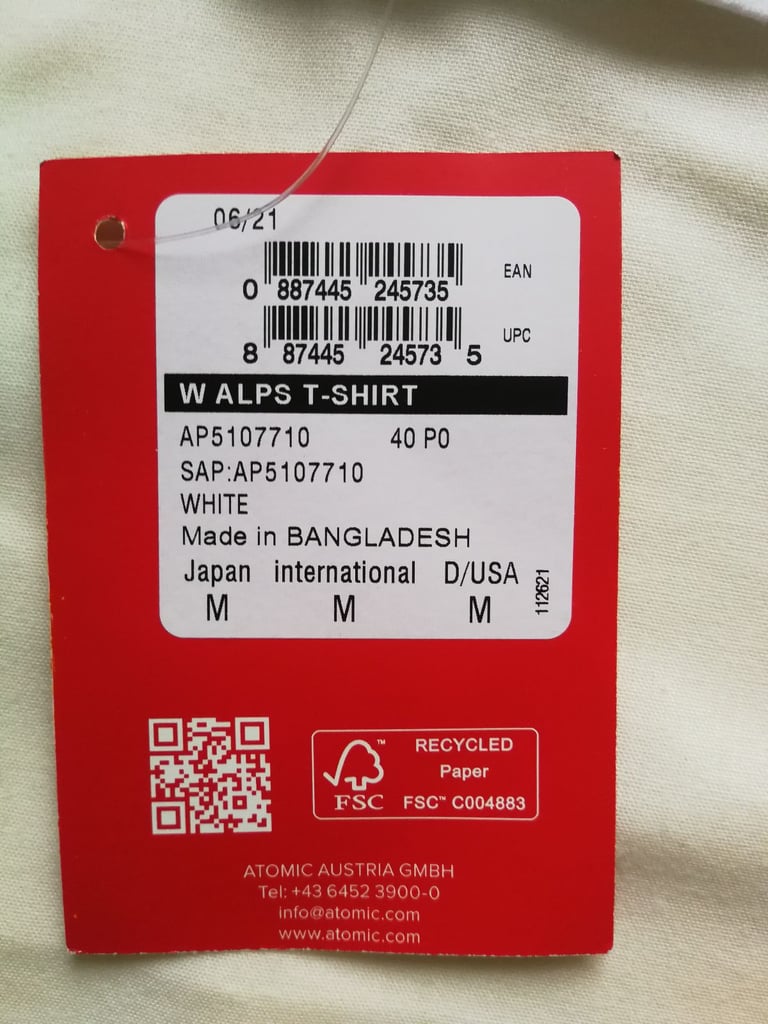 06/21
0 887445 245735 EAN
8 87445 24573 5 UPC
W ALPS T-SHIRT
AP5107710 40 P0
SAP:AP5107710
WHITE
Made in BANGLADESH
Japan international D/USA
M M M
112621
FSC™
RECYCLED
Paper
FSC™ C004883
ATOMIC AUSTRIA GMBH
Tel: +43 6452 3900-0
info@atomic.com
www.atomic.com